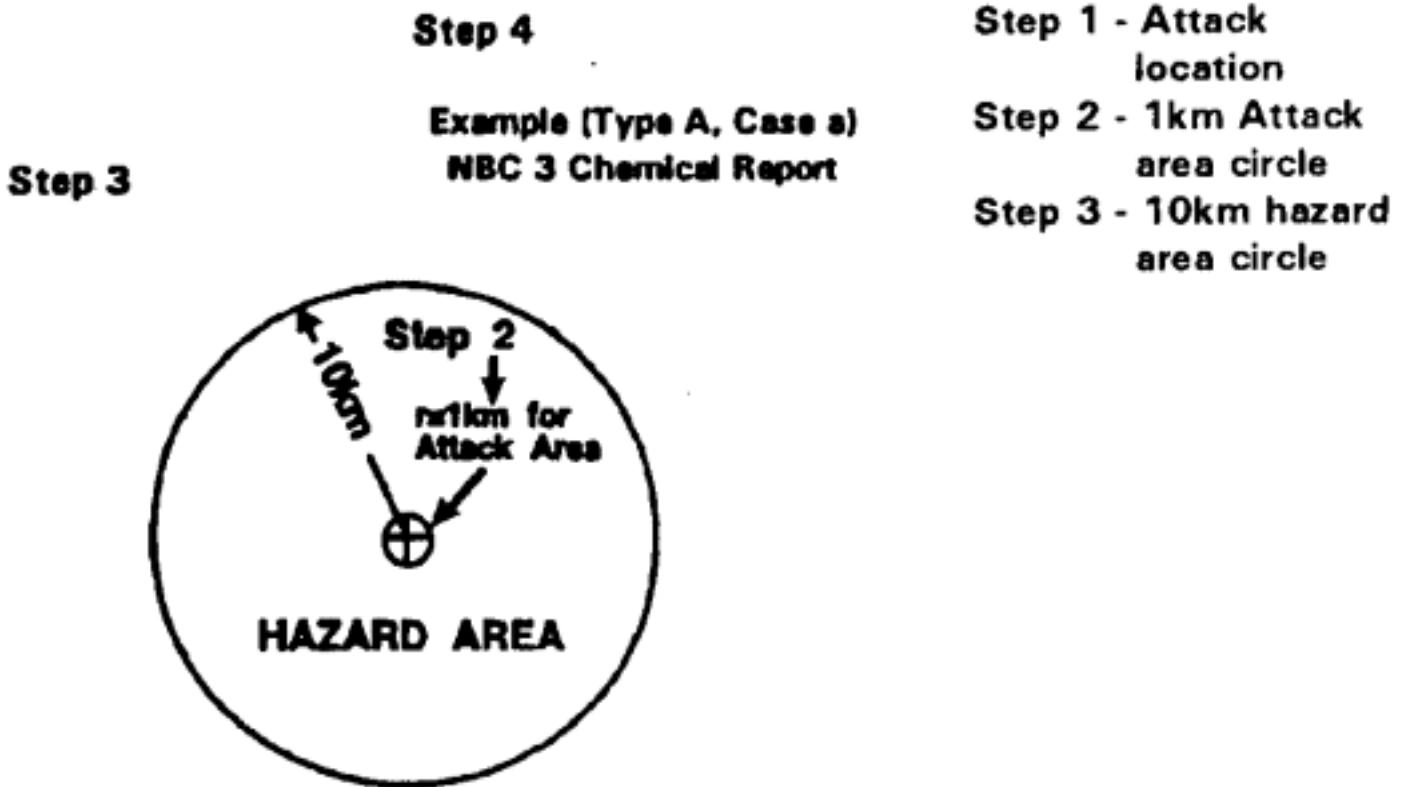 Step 4
Example (Type A, Case a)
NBC 3 Chemical Report
Step 3
Step 1 - Attack
location
Step 2 - 1km Attack
area circle
Step 3 - 10km hazard
area circle
Step 2
10km
r=1km for
Attack Area
HAZARD AREA